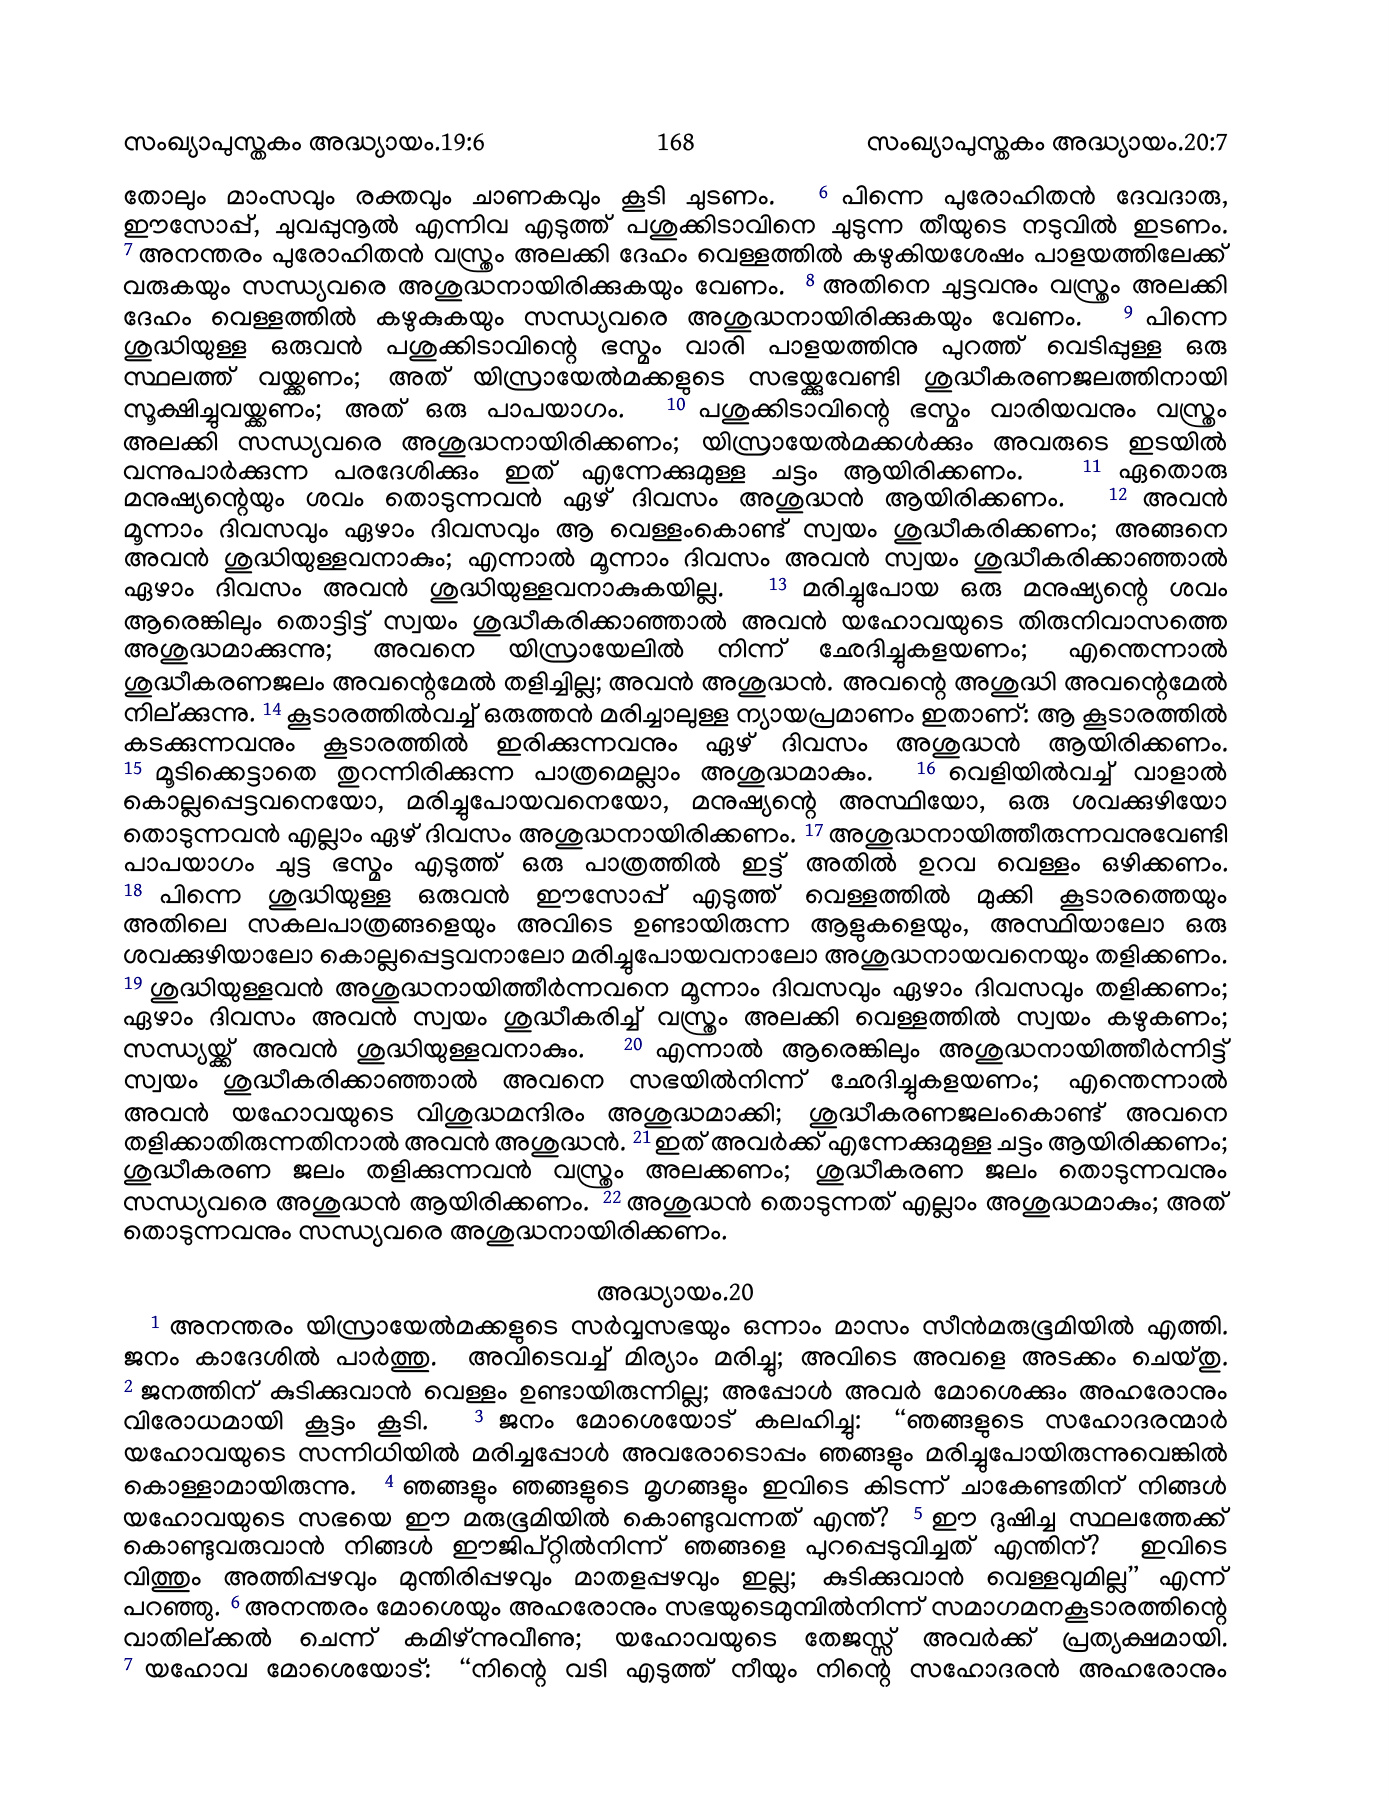 സംഖ്യാപുസ്തകം അദ്ധ്യായം.19:6 168 സംഖ്യാപുസ്തകം അദ്ധ്യായം.20:7
തോലും മാംസവും രക്തവും ചാണകവും കൂടി ചുടണം. 6 പിന്നെ പുരോഹിതൻ ദേവദാരു,
ഈസോപ്പ്, ചുവപ്പുനൂൽ എന്നിവ എടുത്ത് പശുക്കിടാവിനെ ചുടുന്ന തീയുടെ നടുവിൽ ഇടണം.
7 അനന്തരം പുരോഹിതൻ വസ്ത്രം അലക്കി ദേഹം വെള്ളത്തിൽ കഴുകിയശേഷം പാളയത്തിലേക്ക്
വരുകയും സന്ധ്യവരെ അശുദ്ധനായിരിക്കുകയും വേണം. 8 അതിനെ ചുട്ടവനും വസ്ത്രം അലക്കി
ദേഹം വെള്ളത്തിൽ കഴുകുകയും സന്ധ്യവരെ അശുദ്ധനായിരിക്കുകയും വേണം. 9 പിന്നെ
ശുദ്ധിയുള്ള ഒരുവൻ പശുക്കിടാവിന്റെ ഭസ്മം വാരി പാളയത്തിനു പുറത്ത് വെടിപ്പുള്ള ഒരു
സ്ഥലത്ത് വയ്ക്കണം; അത് യിസ്രായേൽമക്കളുടെ സഭയ്ക്കുവേണ്ടി ശുദ്ധീകരണജലത്തിനായി
സൂക്ഷിച്ചുവയ്ക്കണം; അത് ഒരു പാപയാഗം. 10 പശുക്കിടാവിന്റെ ഭസ്മം വാരിയവനും വസ്ത്രം
അലക്കി സന്ധ്യവരെ അശുദ്ധനായിരിക്കണം; യിസ്രായേൽമക്കൾക്കും അവരുടെ ഇടയിൽ
വന്നുപാർക്കുന്ന പരദേശിക്കും ഇത് എന്നേക്കുമുള്ള ചട്ടം ആയിരിക്കണം. 11 ഏതൊരു
മനുഷ്യന്റെയും ശവം തൊടുന്നവൻ ഏഴ് ദിവസം അശുദ്ധൻ ആയിരിക്കണം. 12 അവൻ
മൂന്നാം ദിവസവും ഏഴാം ദിവസവും ആ വെള്ളംകൊണ്ട് സ്വയം ശുദ്ധീകരിക്കണം; അങ്ങനെ
അവൻ ശുദ്ധിയുള്ളവനാകും; എന്നാൽ മൂന്നാം ദിവസം അവൻ സ്വയം ശുദ്ധീകരിക്കാഞ്ഞാൽ
ഏഴാം ദിവസം അവൻ ശുദ്ധിയുള്ളവനാകുകയില്ല. 13 മരിച്ചുപോയ ഒരു മനുഷ്യന്റെ ശവം
ആരെങ്കിലും തൊട്ടിട്ട് സ്വയം ശുദ്ധീകരിക്കാഞ്ഞാൽ അവൻ യഹോവയുടെ തിരുനിവാസത്തെ
അശുദ്ധമാക്കുന്നു; അവനെ യിസ്രായേലിൽ നിന്ന് ഛേദിച്ചുകളയണം; എന്തെന്നാൽ
ശുദ്ധീകരണജലം അവന്റെമേൽ തളിച്ചില്ല; അവൻ അശുദ്ധൻ. അവന്റെ അശുദ്ധി അവന്റെമേൽ
നില്ക്കുന്നു. 14 കൂടാരത്തിൽവച്ച് ഒരുത്തൻ മരിച്ചാലുള്ള ന്യായപ്രമാണം ഇതാണ്: ആ കൂടാരത്തിൽ
കടക്കുന്നവനും കൂടാരത്തിൽ ഇരിക്കുന്നവനും ഏഴ് ദിവസം അശുദ്ധൻ ആയിരിക്കണം.
15 മൂടിക്കെട്ടാതെ തുറന്നിരിക്കുന്ന പാത്രമെല്ലാം അശുദ്ധമാകും. 16 വെളിയിൽവച്ച് വാളാൽ
കൊല്ലപ്പെട്ടവനെയോ, മരിച്ചുപോയവനെയോ, മനുഷ്യന്റെ അസ്ഥിയോ, ഒരു ശവക്കുഴിയോ
തൊടുന്നവൻ എല്ലാം ഏഴ് ദിവസം അശുദ്ധനായിരിക്കണം. 17 അശുദ്ധനായിത്തീരുന്നവനുവേണ്ടി
പാപയാഗം ചുട്ട ഭസ്മം എടുത്ത് ഒരു പാത്രത്തിൽ ഇട്ട് അതിൽ ഉറവ വെള്ളം ഒഴിക്കണം.
18 പിന്നെ ശുദ്ധിയുള്ള ഒരുവൻ ഈസോപ്പ് എടുത്ത് വെള്ളത്തിൽ മുക്കി കൂടാരത്തെയും
അതിലെ സകലപാത്രങ്ങളെയും അവിടെ ഉണ്ടായിരുന്ന ആളുകളെയും, അസ്ഥിയാലോ ഒരു
ശവക്കുഴിയാലോ കൊല്ലപ്പെട്ടവനാലോ മരിച്ചുപോയവനാലോ അശുദ്ധനായവനെയും തളിക്കണം.
19 ശുദ്ധിയുള്ളവൻ അശുദ്ധനായിത്തീർന്നവനെ മൂന്നാം ദിവസവും ഏഴാം ദിവസവും തളിക്കണം;
ഏഴാം ദിവസം അവൻ സ്വയം ശുദ്ധീകരിച്ച് വസ്ത്രം അലക്കി വെള്ളത്തിൽ സ്വയം കഴുകണം;
സന്ധ്യയ്ക്ക് അവൻ ശുദ്ധിയുള്ളവനാകും. 20 എന്നാൽ ആരെങ്കിലും അശുദ്ധനായിത്തീർന്നിട്ട്
സ്വയം ശുദ്ധീകരിക്കാഞ്ഞാൽ അവനെ സഭയിൽനിന്ന് ഛേദിച്ചുകളയണം; എന്തെന്നാൽ
അവൻ യഹോവയുടെ വിശുദ്ധമന്ദിരം അശുദ്ധമാക്കി; ശുദ്ധീകരണജലംകൊണ്ട് അവനെ
തളിക്കാതിരുന്നതിനാൽ അവൻ അശുദ്ധൻ. 21 ഇത് അവർക്ക് എന്നേക്കുമുള്ള ചട്ടം ആയിരിക്കണം;
ശുദ്ധീകരണ ജലം തളിക്കുന്നവൻ വസ്ത്രം അലക്കണം; ശുദ്ധീകരണ ജലം തൊടുന്നവനും
സന്ധ്യവരെ അശുദ്ധൻ ആയിരിക്കണം. 22 അശുദ്ധൻ തൊടുന്നത് എല്ലാം അശുദ്ധമാകും; അത്
തൊടുന്നവനും സന്ധ്യവരെ അശുദ്ധനായിരിക്കണം.
അദ്ധ്യായം.20
1 അനന്തരം യിസ്രായേൽമക്കളുടെ സർവ്വസഭയും ഒന്നാം മാസം സീൻമരുഭൂമിയിൽ എത്തി.
ജനം കാദേശിൽ പാർത്തു. അവിടെവച്ച് മിര്യാം മരിച്ചു; അവിടെ അവളെ അടക്കം ചെയ്തു.
2 ജനത്തിന് കുടിക്കുവാൻ വെള്ളം ഉണ്ടായിരുന്നില്ല; അപ്പോൾ അവർ മോശെക്കും അഹരോനും
വിരോധമായി കൂട്ടം കൂടി. 3 ജനം മോശെയോട് കലഹിച്ചു: “ഞങ്ങളുടെ സഹോദരന്മാർ
യഹോവയുടെ സന്നിധിയിൽ മരിച്ചപ്പോൾ അവരോടൊപ്പം ഞങ്ങളും മരിച്ചുപോയിരുന്നുവെങ്കിൽ
കൊള്ളാമായിരുന്നു. 4 ഞങ്ങളും ഞങ്ങളുടെ മൃഗങ്ങളും ഇവിടെ കിടന്ന് ചാകേണ്ടതിന് നിങ്ങൾ
യഹോവയുടെ സഭയെ ഈ മരുഭൂമിയിൽ കൊണ്ടുവന്നത് എന്ത്? 5 ഈ ദുഷിച്ച സ്ഥലത്തേക്ക്
കൊണ്ടുവരുവാൻ നിങ്ങൾ ഈജിപ്റ്റിൽനിന്ന് ഞങ്ങളെ പുറപ്പെടുവിച്ചത് എന്തിന്? ഇവിടെ
വിത്തും അത്തിപ്പഴവും മുന്തിരിപ്പഴവും മാതളപ്പഴവും ഇല്ല; കുടിക്കുവാൻ വെള്ളവുമില്ല” എന്ന്
പറഞ്ഞു. 6 അനന്തരം മോശെയും അഹരോനും സഭയുടെമുമ്പിൽനിന്ന് സമാഗമനകൂടാരത്തിന്റെ
വാതില്ക്കൽ ചെന്ന് കമിഴ്ന്നുവീണു; യഹോവയുടെ തേജസ്സ് അവർക്ക് പ്രത്യക്ഷമായി.
7 യഹോവ മോശെയോട്: “നിന്റെ വടി എടുത്ത് നീയും നിന്റെ സഹോദരൻ അഹരോനും